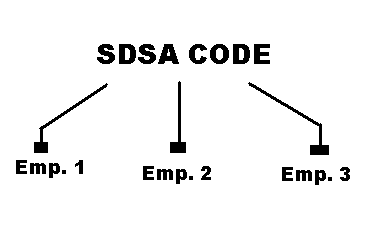 SDSA CODE
Emp. 1
Emp. 2
Emp. 3